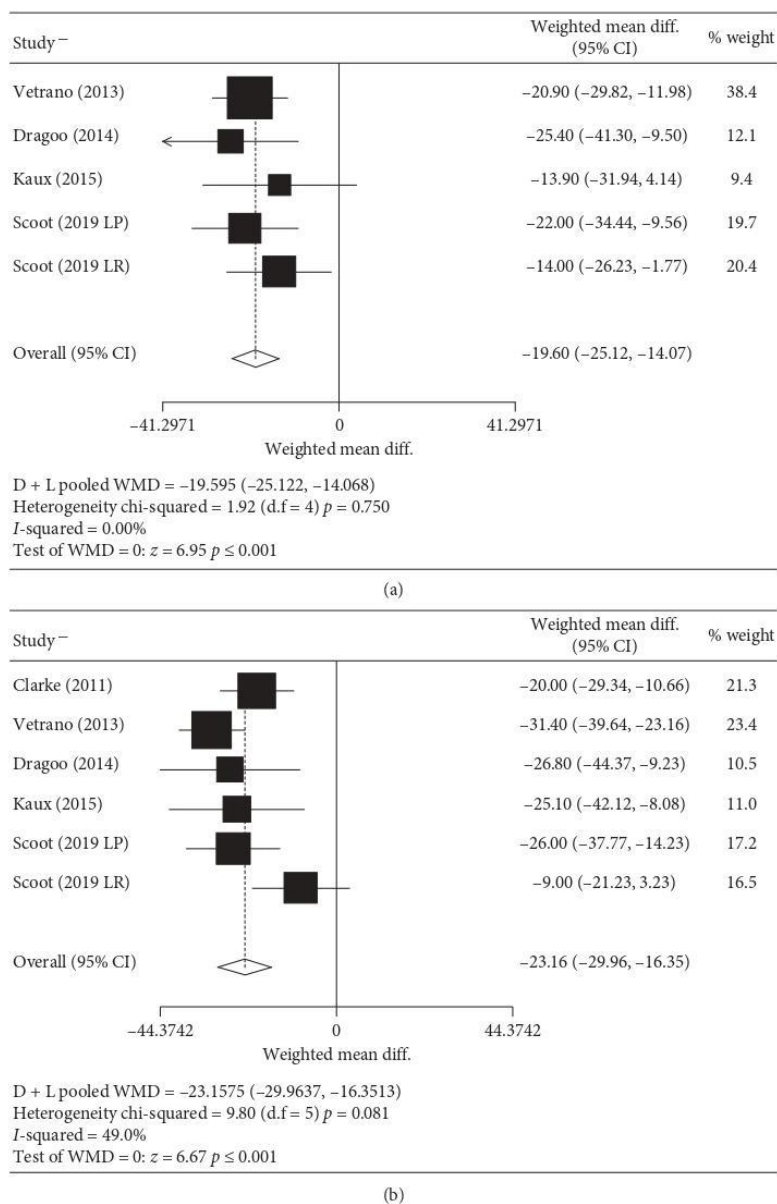 Study – Weighted mean diff. (95% CI) % weight
Vetrano (2013) –20.90 (–29.82, –11.98) 38.4
Dragoo (2014) –25.40 (–41.30, –9.50) 12.1
Kaux (2015) –13.90 (–31.94, 4.14) 9.4
Scoot (2019 LP) –22.00 (–34.44, –9.56) 19.7
Scoot (2019 LR) –14.00 (–26.23, –1.77) 20.4
Overall (95% CI) –19.60 (–25.12, –14.07)
–41.2971 0 41.2971
Weighted mean diff.
D + L pooled WMD = –19.595 (–25.122, –14.068)
Heterogeneity chi-squared = 1.92 (d.f = 4) p = 0.750
I-squared = 0.00%
Test of WMD = 0: z = 6.95 p ≤ 0.001
(a)
Study – Weighted mean diff. (95% CI) % weight
Clarke (2011) –20.00 (–29.34, –10.66) 21.3
Vetrano (2013) –31.40 (–39.64, –23.16) 23.4
Dragoo (2014) –26.80 (–44.37, –9.23) 10.5
Kaux (2015) –25.10 (–42.12, –8.08) 11.0
Scoot (2019 LP) –26.00 (–37.77, –14.23) 17.2
Scoot (2019 LR) –9.00 (–21.23, 3.23) 16.5
Overall (95% CI) –23.16 (–29.96, –16.35)
–44.3742 0 44.3742
Weighted mean diff.
D + L pooled WMD = –23.1575 (–29.9637, –16.3513)
Heterogeneity chi-squared = 9.80 (d.f = 5) p = 0.081
I-squared = 49.0%
Test of WMD = 0: z = 6.67 p ≤ 0.001
(b)